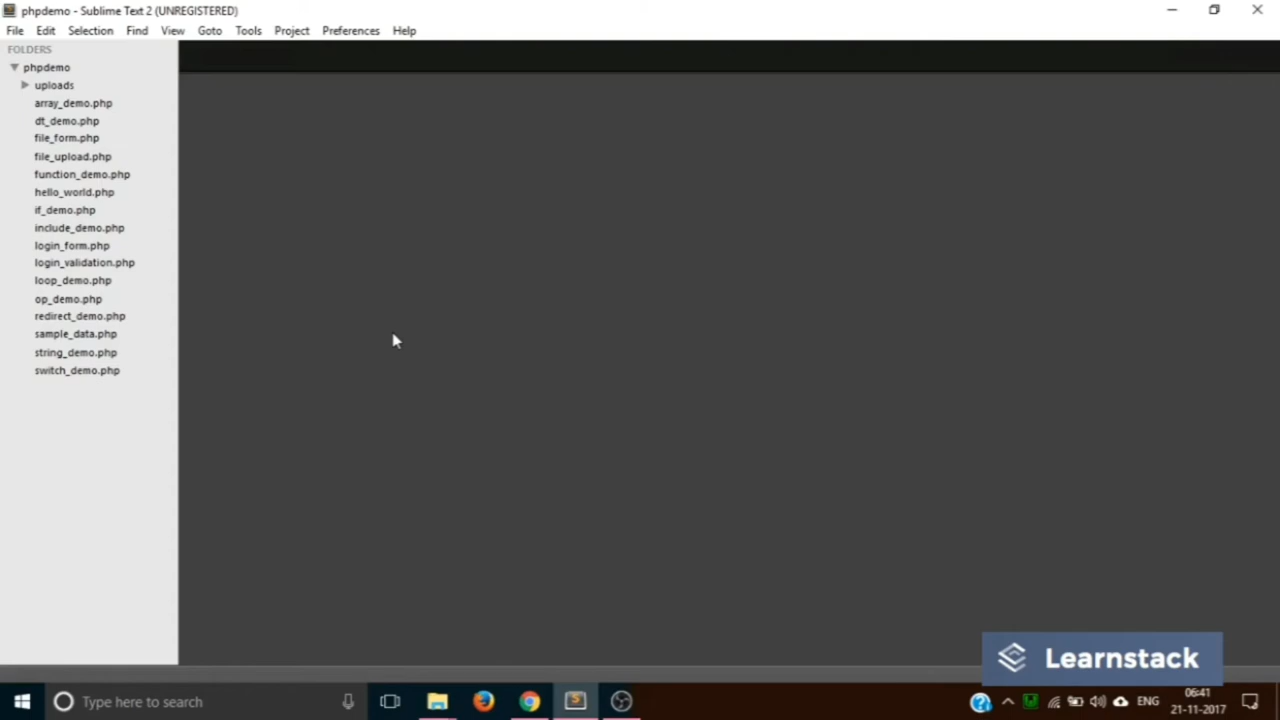 phpdemo - Sublime Text 2 (UNREGISTERED)
File Edit Selection Find View Goto Tools Project Preferences Help
FOLDERS
phpdemo
uploads
array_demo.php
dt_demo.php
file_form.php
file_upload.php
function_demo.php
hello_world.php
if_demo.php
include_demo.php
login_form.php
login_validation.php
loop_demo.php
op_demo.php
redirect_demo.php
sample_data.php
string_demo.php
switch_demo.php
Learnstack
Type here to search
ENG
06:41
21-11-2017